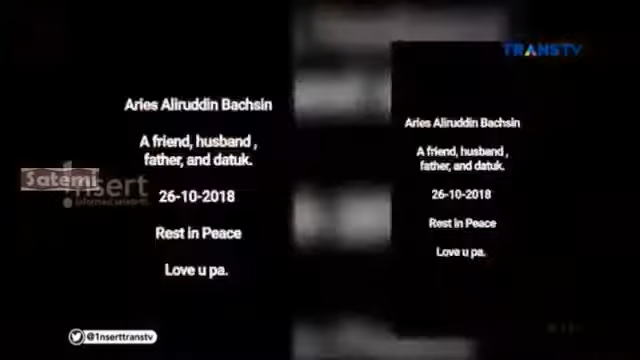 TRANSTV
Aries Aliruddin Bachsin
A friend, husband ,
father, and datuk.
26-10-2018
Rest in Peace
Love u pa.
Aries Aliruddin Bachsin
A friend, husband ,
father, and datuk.
26-10-2018
Rest in Peace
Love u pa.
Satemi
insert
@1nserttranstv